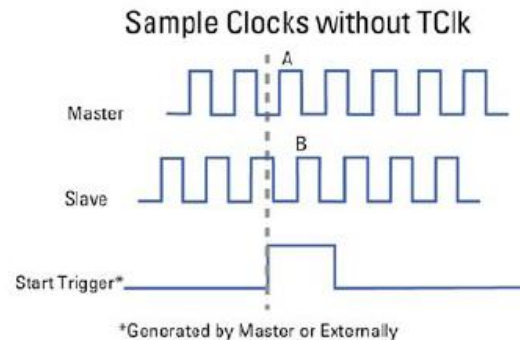 Sample Clocks without TClk
A
Master
B
Slave
Start Trigger*
*Generated by Master or Externally